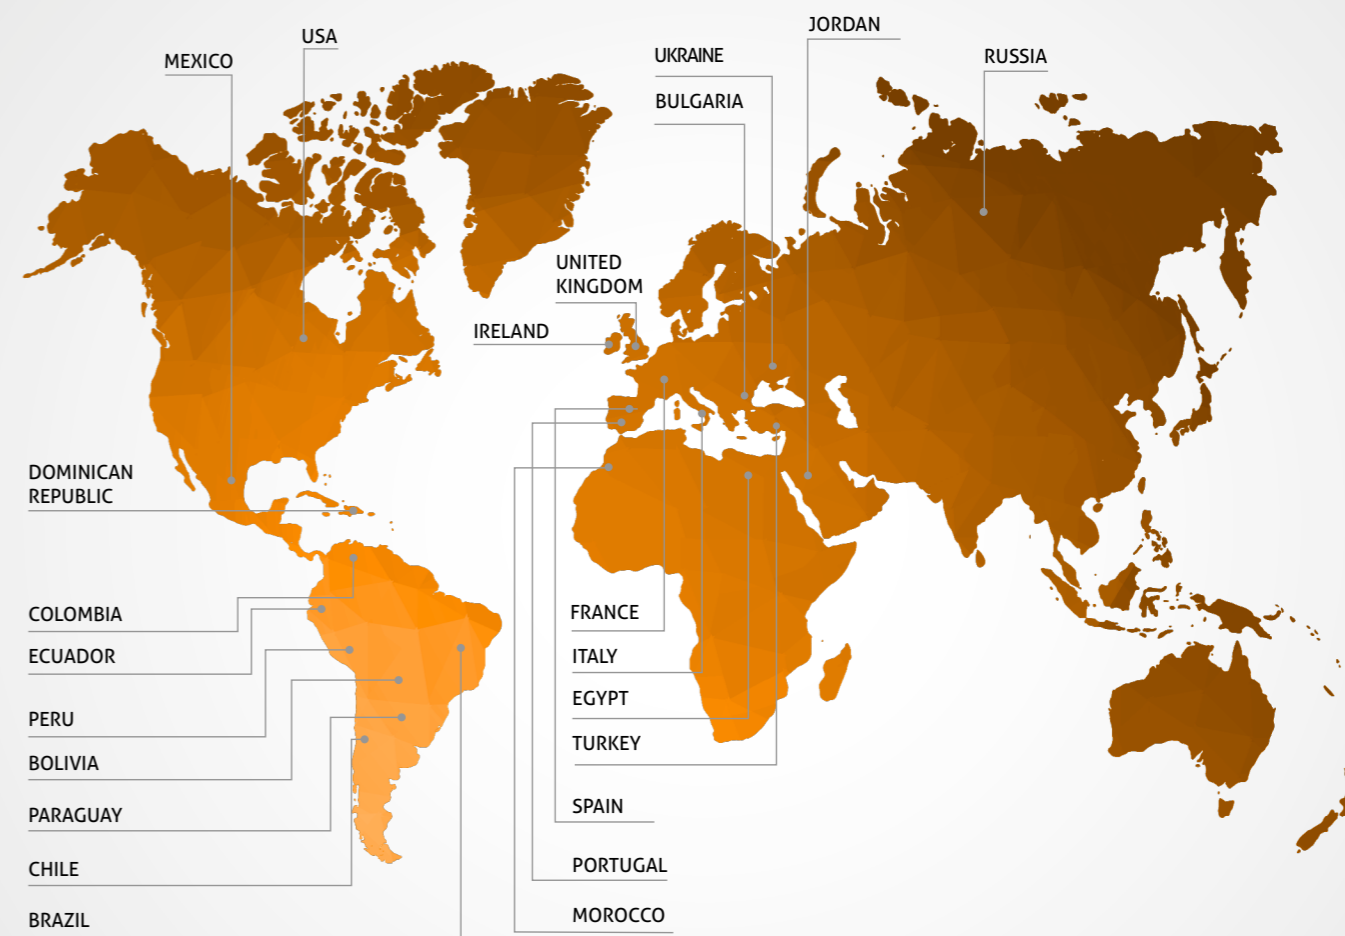 JORDAN
USA
MEXICO
UKRAINE
RUSSIA
BULGARIA
UNITED
KINGDOM
IRELAND
DOMINICAN
REPUBLIC
COLOMBIA
ECUADOR
PERU
BOLIVIA
PARAGUAY
CHILE
BRAZIL
FRANCE
ITALY
EGYPT
TURKEY
SPAIN
PORTUGAL
MOROCCO